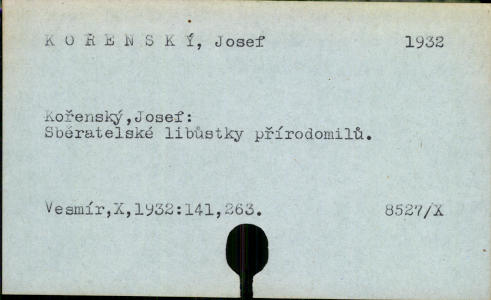 K O Ř E N S K Ý, Josef 1932
Kořenský,Josef:
Sběratelské libůstky přírodomilů.
Vesmír,X,1932:141,263. 8527/X